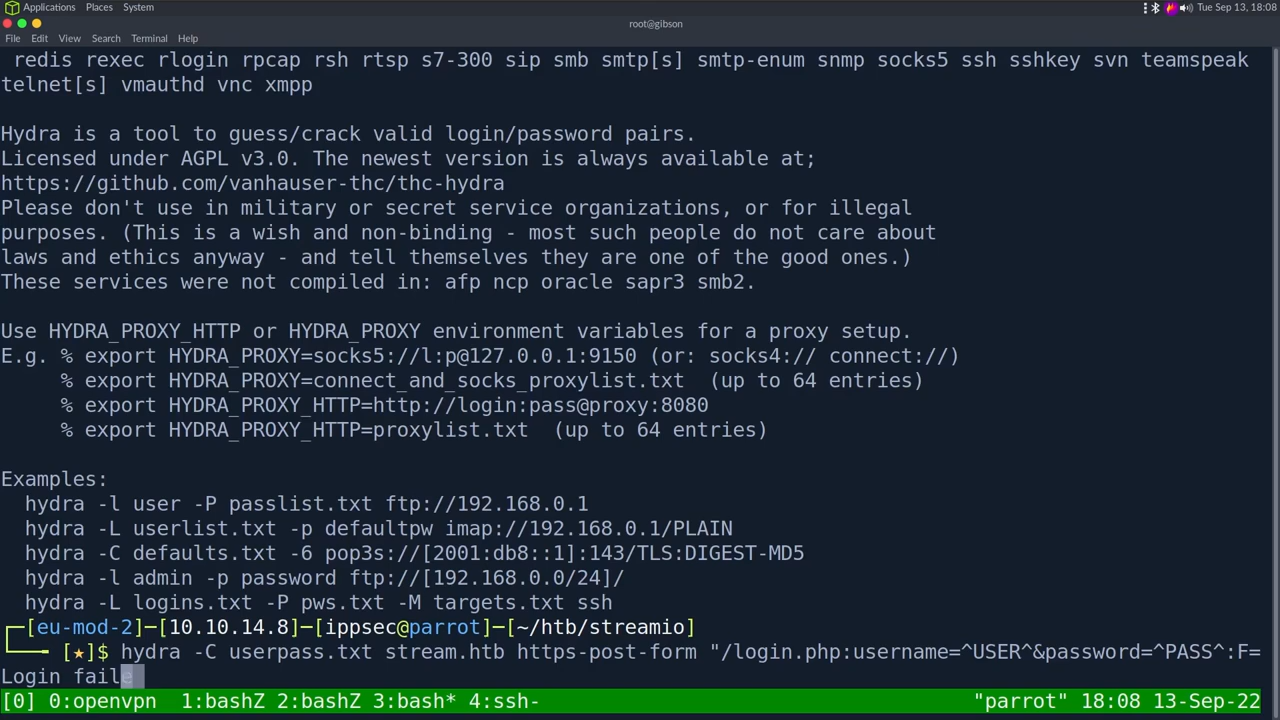 Applications Places System Tue Sep 13, 18:08
root@gibson
File Edit View Search Terminal Help
redis rexec rlogin rpcap rsh rtsp s7-300 sip smb smtp[s] smtp-enum snmp socks5 ssh sshkey svn teamspeak
telnet[s] vmauthd vnc xmpp
Hydra is a tool to guess/crack valid login/password pairs.
Licensed under AGPL v3.0. The newest version is always available at;
https://github.com/vanhauser-thc/thc-hydra
Please don't use in military or secret service organizations, or for illegal
purposes. (This is a wish and non-binding - most such people do not care about
laws and ethics anyway - and tell themselves they are one of the good ones.)
These services were not compiled in: afp ncp oracle sapr3 smb2.
Use HYDRA_PROXY_HTTP or HYDRA_PROXY environment variables for a proxy setup.
E.g. % export HYDRA_PROXY=socks5://l:p@127.0.0.1:9150 (or: socks4:// connect://)
% export HYDRA_PROXY=connect_and_socks_proxylist.txt (up to 64 entries)
% export HYDRA_PROXY_HTTP=http://login:pass@proxy:8080
% export HYDRA_PROXY_HTTP=proxylist.txt (up to 64 entries)
Examples:
hydra -l user -P passlist.txt ftp://192.168.0.1
hydra -L userlist.txt -p defaultpw imap://192.168.0.1/PLAIN
hydra -C defaults.txt -6 pop3s://[2001:db8::1]:143/TLS:DIGEST-MD5
hydra -l admin -p password ftp://[192.168.0.0/24]/
hydra -L logins.txt -P pws.txt -M targets.txt ssh
┌─[eu-mod-2]─[10.10.14.8]─[ippsec@parrot]─[~/htb/streamio]
└── [★]$ hydra -C userpass.txt stream.htb https-post-form "/login.php:username=^USER^&password=^PASS^:F=
Login faile
[0] 0:openvpn 1:bashZ 2:bashZ 3:bash* 4:ssh- "parrot" 18:08 13-Sep-22